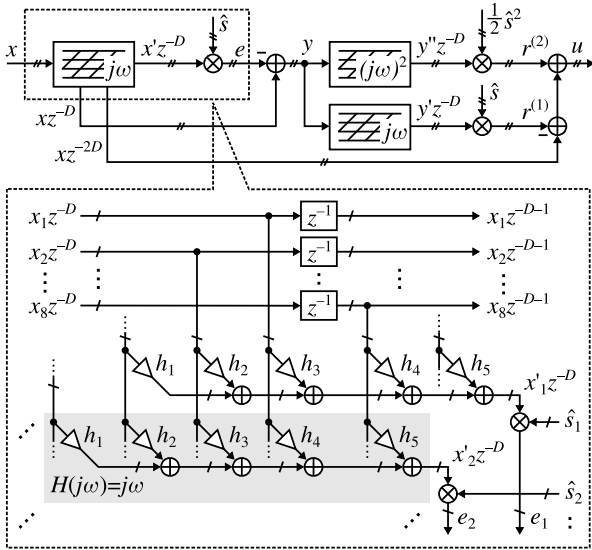 ŝ 1/2 ŝ²
x jω x'z⁻ᴰ e − y (jω)² y''z⁻ᴰ r⁽²⁾ u
ŝ
xz⁻ᴰ jω y'z⁻ᴰ r⁽¹⁾ −
xz⁻²ᴰ
x₁z⁻ᴰ z⁻¹ x₁z⁻ᴰ⁻¹
x₂z⁻ᴰ z⁻¹ x₂z⁻ᴰ⁻¹
x₈z⁻ᴰ z⁻¹ x₈z⁻ᴰ⁻¹
h₁ h₂ h₃ h₄ h₅
x'₁z⁻ᴰ
h₁ h₂ h₃ h₄ h₅ ŝ₁
x'₂z⁻ᴰ
H(jω)=jω ŝ₂
e₂ e₁